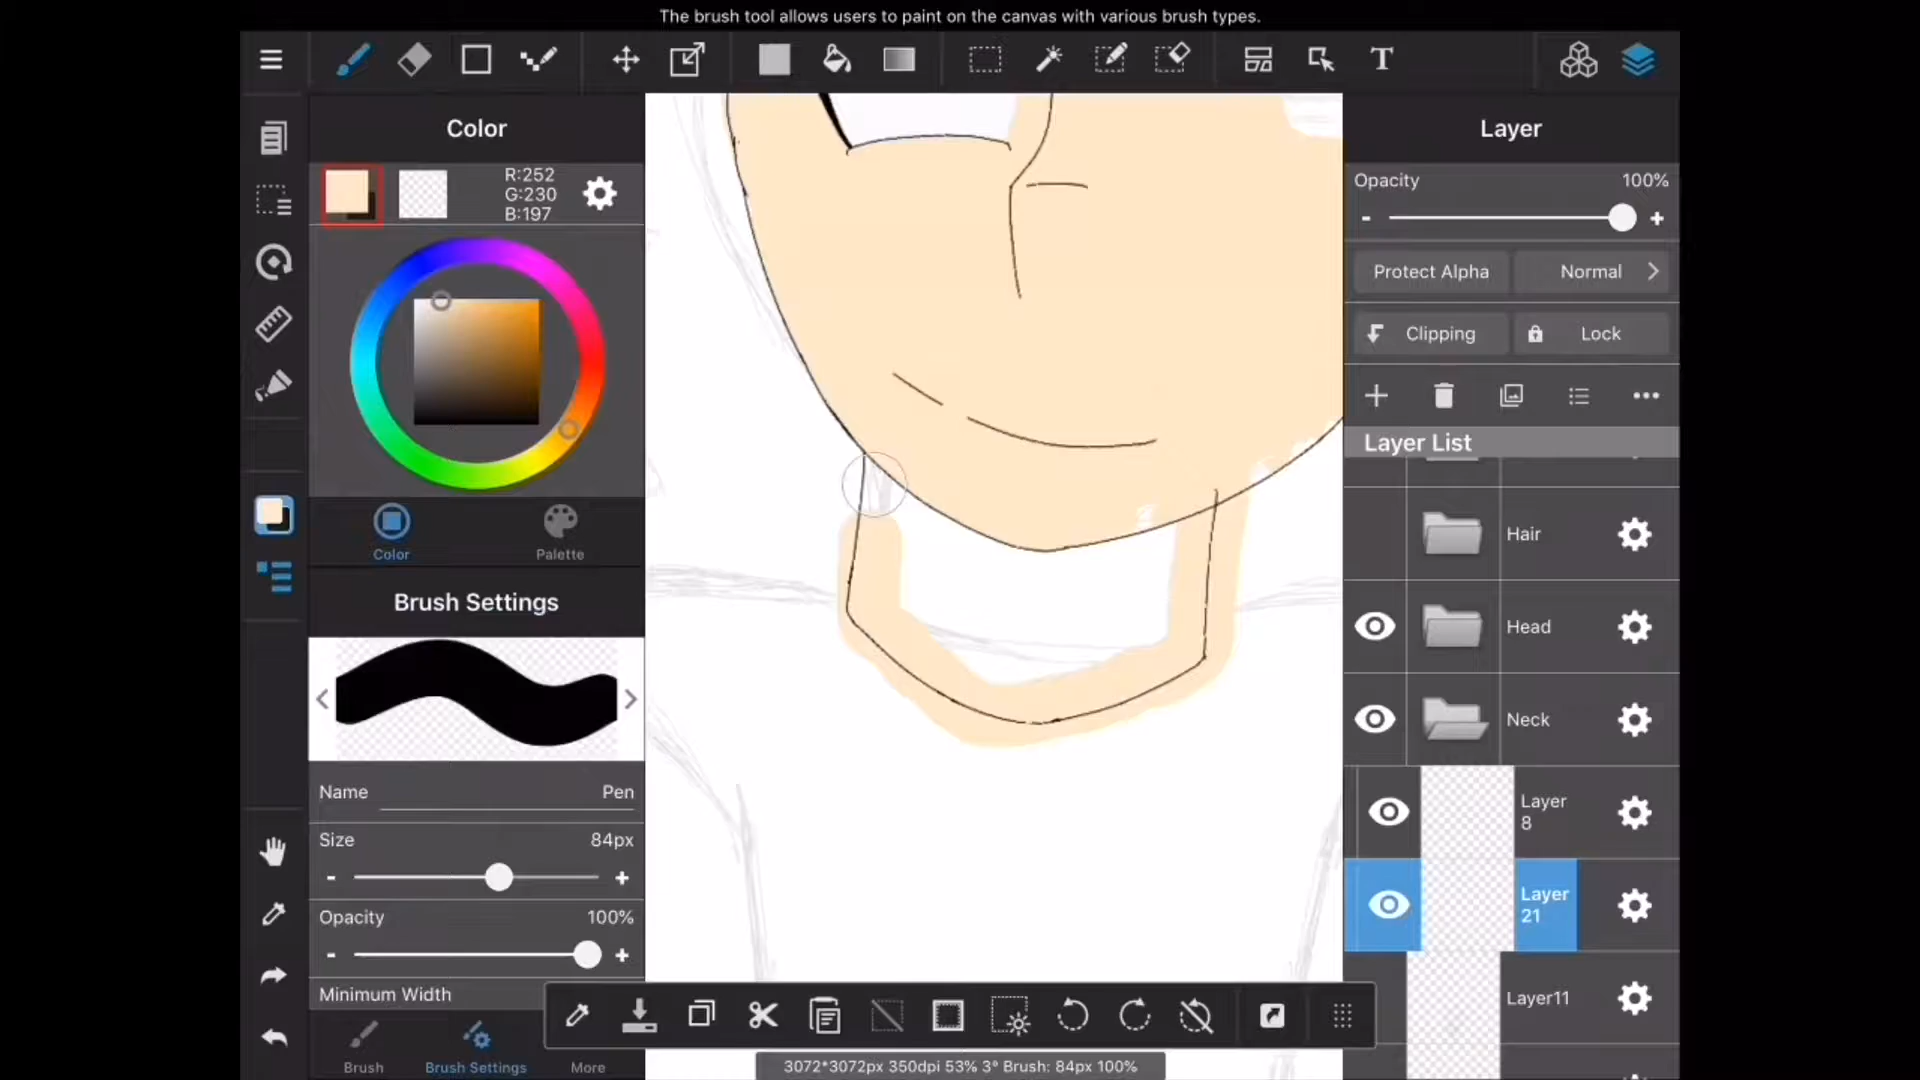 The brush tool allows users to paint on the canvas with various brush types.
T
Color
R:252
G:230
B:197
Color
Palette
Brush Settings
Name Pen
Size 84px
- +
Opacity 100%
- +
Minimum Width
Brush
Brush Settings
More
3072*3072px 350dpi 53% 3° Brush: 84px 100%
Layer
Opacity 100%
- +
Protect Alpha
Normal
Clipping
Lock
Layer List
Hair
Head
Neck
Layer
8
Layer
21
Layer11